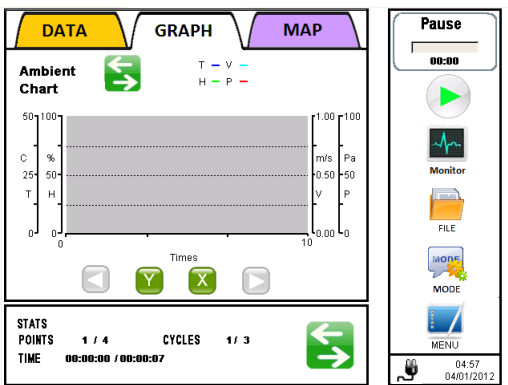 DATA GRAPH MAP
Ambient
Chart
T V
H P
50 100 1.00 100
C % m/s Pa
25 50 0.50 50
T H V P
0 0 0.00 0
0 10
Times
Y X
STATS
POINTS 1 / 4 CYCLES 1 / 3
TIME 00:00:00 / 00:00:07
Pause
00:00
Monitor
FILE
MODE
MODE
MENU
04:57
04/01/2012